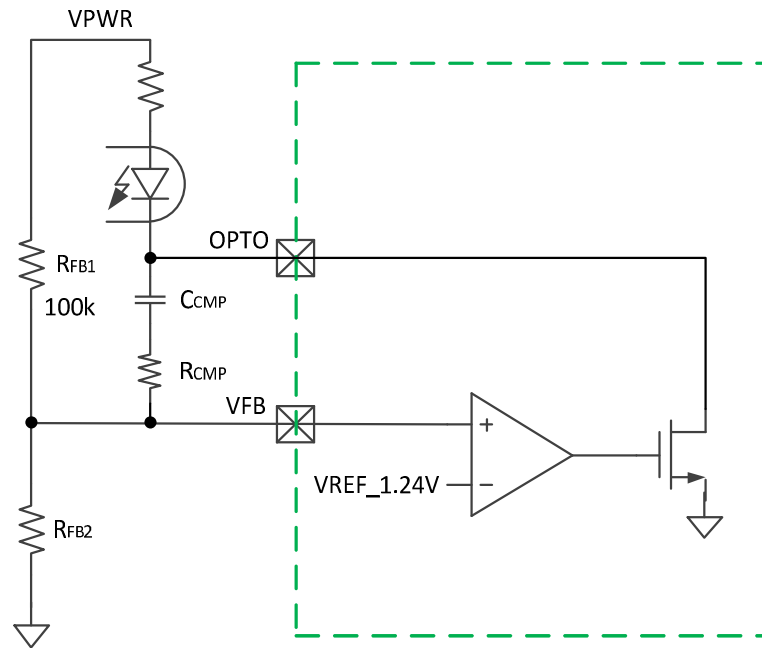 VPWR
OPTO
RFB1
100k
CCMP
RCMP
VFB
+
VREF_1.24V
−
RFB2